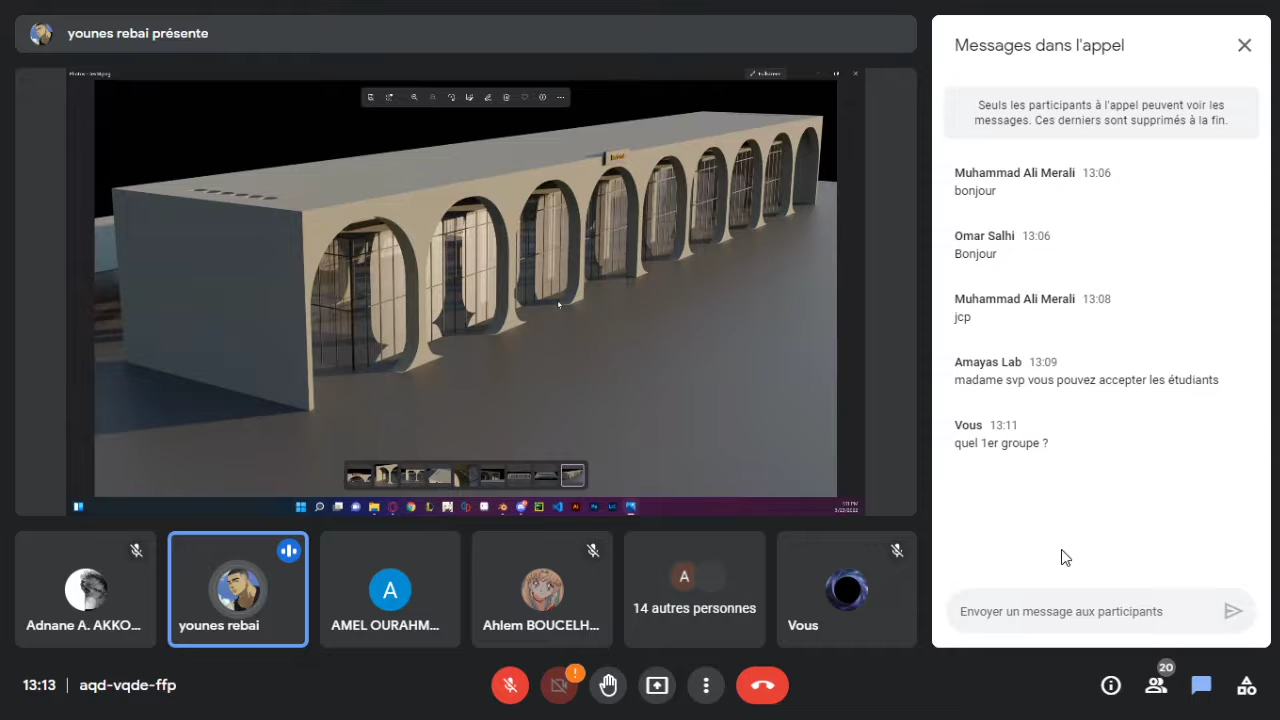 younes rebai présente
Messages dans l'appel
Seuls les participants à l'appel peuvent voir les
messages. Ces derniers sont supprimés à la fin.
Muhammad Ali Merali 13:06
bonjour
Omar Salhi 13:06
Bonjour
Muhammad Ali Merali 13:08
jcp
Amayas Lab 13:09
madame svp vous pouvez accepter les étudiants
Vous 13:11
quel 1er groupe ?
Adnane A. AKKO...
younes rebai
A
AMEL OURAHM...
Ahlem BOUCELH...
A
14 autres personnes
Vous
Envoyer un message aux participants
13:13 | aqd-vqde-ffp
20